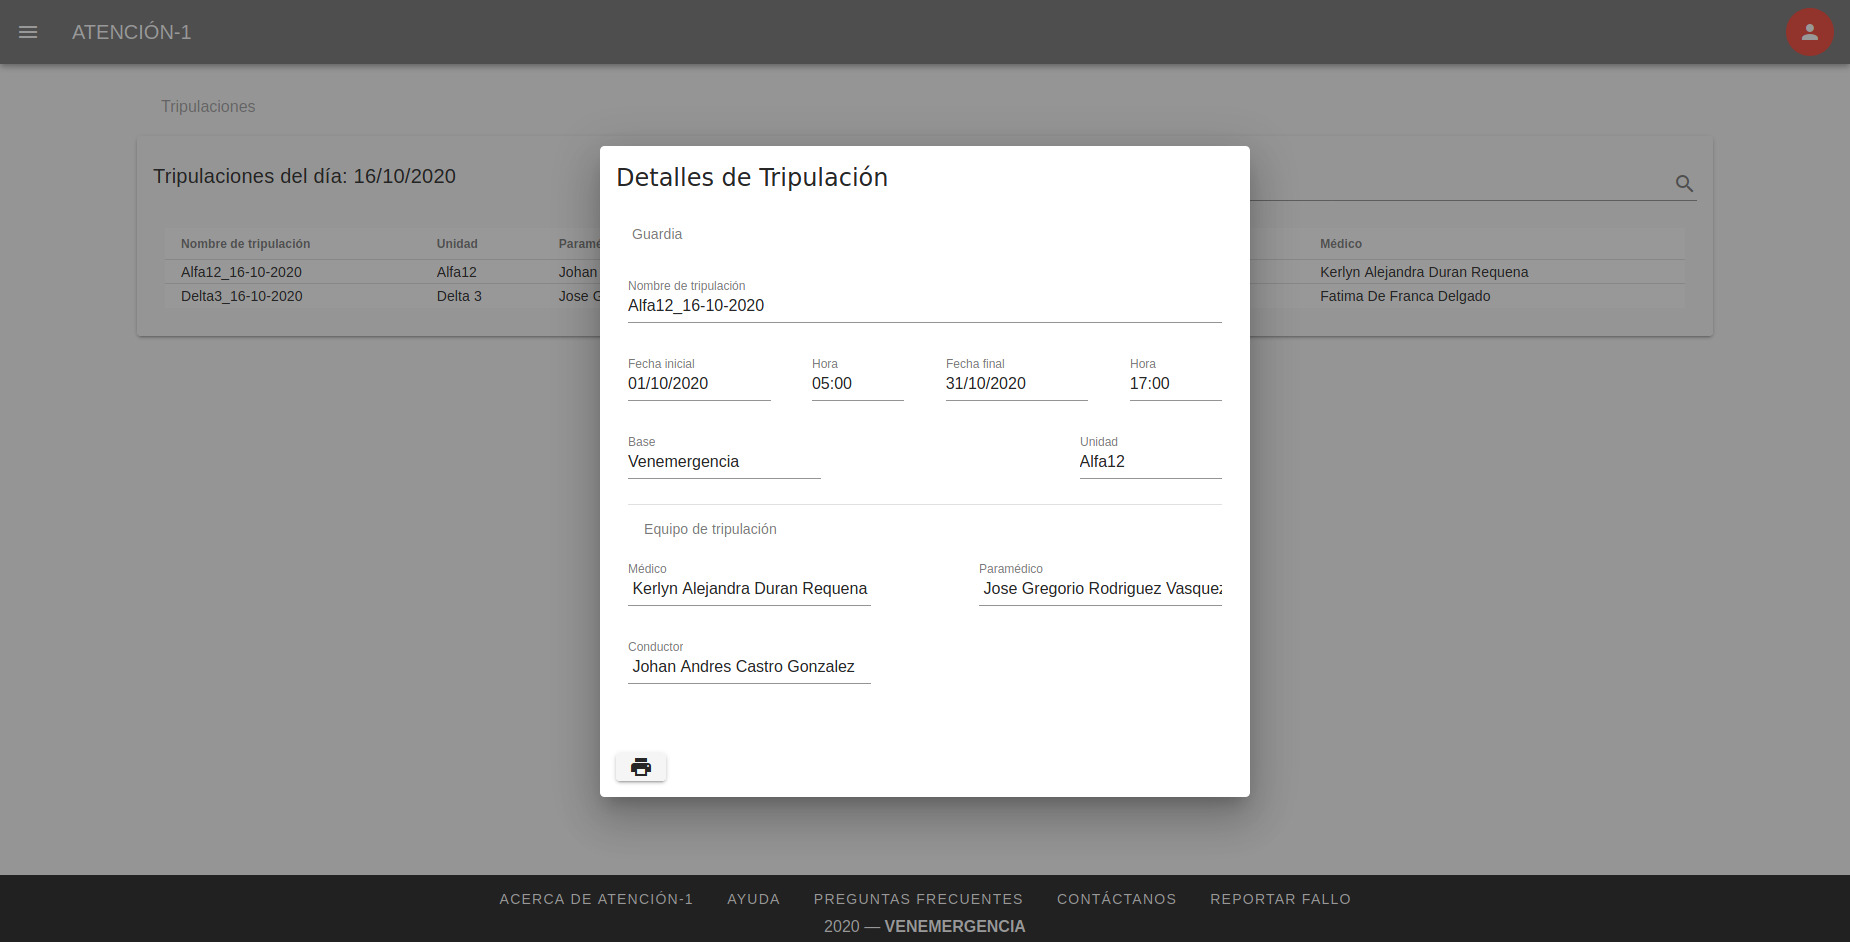 ATENCIÓN-1
Tripulaciones
Tripulaciones del día: 16/10/2020
Nombre de tripulación Unidad Médico
Alfa12_16-10-2020 Alfa12 Johan Kerlyn Alejandra Duran Requena
Delta3_16-10-2020 Delta 3 Jose Fatima De Franca Delgado
Detalles de Tripulación
Guardia
Nombre de tripulación
Alfa12_16-10-2020
Fecha inicial Hora Fecha final Hora
01/10/2020 05:00 31/10/2020 17:00
Base Unidad
Venemergencia Alfa12
Equipo de tripulación
Médico Paramédico
Kerlyn Alejandra Duran Requena Jose Gregorio Rodriguez Vasquez
Conductor
Johan Andres Castro Gonzalez
ACERCA DE ATENCIÓN-1 AYUDA PREGUNTAS FRECUENTES CONTÁCTANOS REPORTAR FALLO
2020 — VENEMERGENCIA